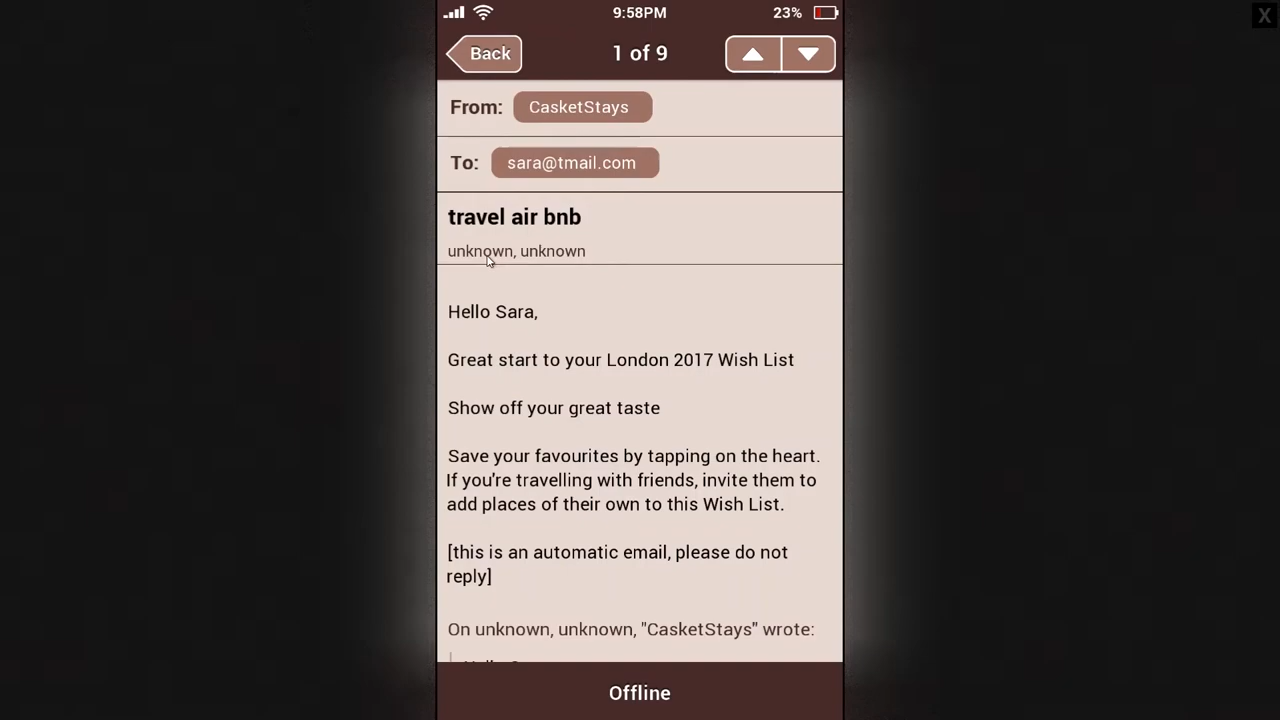 9:58PM 23%
X
Back 1 of 9
From: CasketStays
To: sara@tmail.com
travel air bnb
unknown, unknown
Hello Sara,
Great start to your London 2017 Wish List
Show off your great taste
Save your favourites by tapping on the heart.
If you're travelling with friends, invite them to
add places of their own to this Wish List.
[this is an automatic email, please do not
reply]
On unknown, unknown, "CasketStays" wrote:
Offline